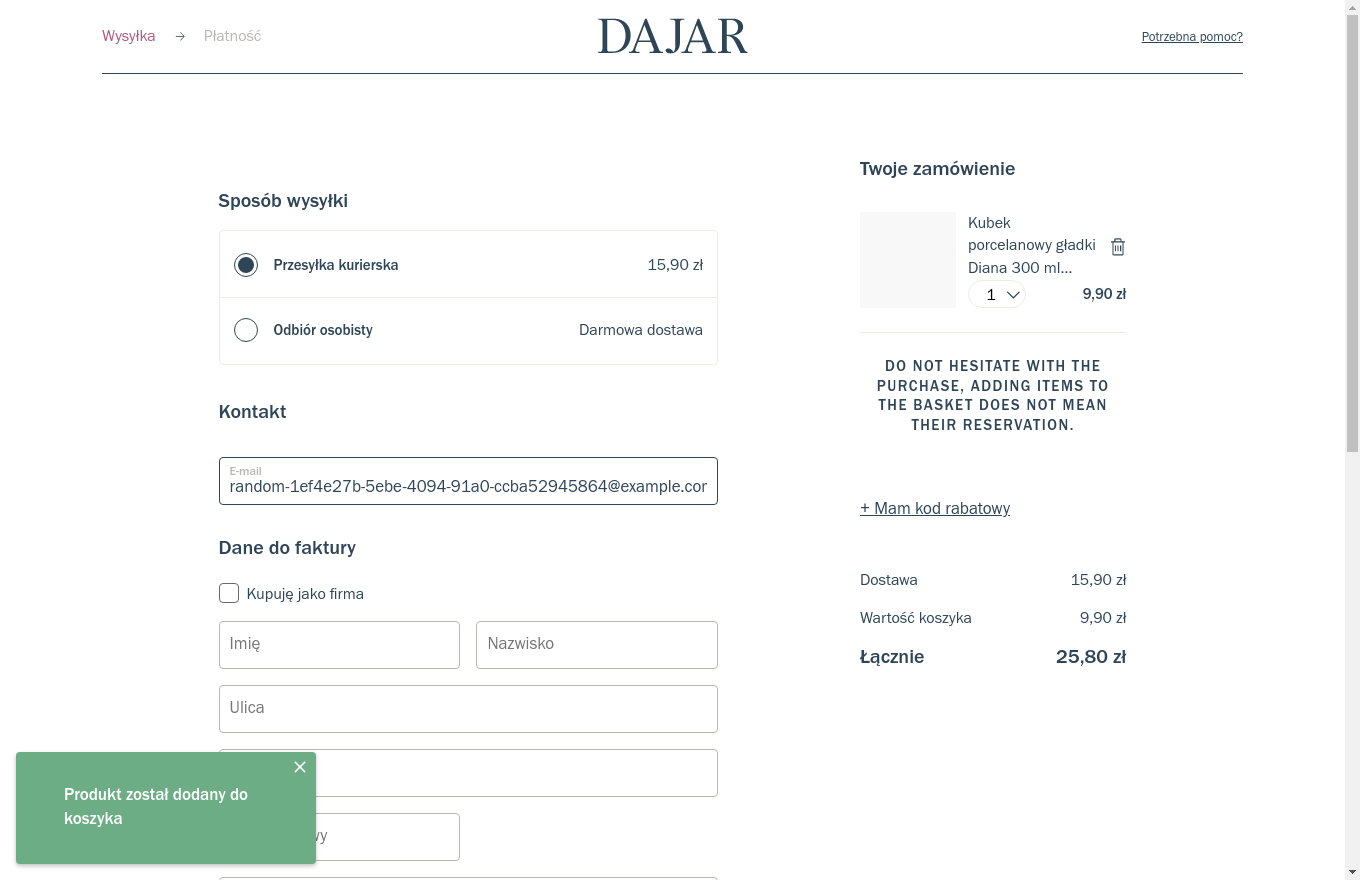 Wysyłka
Płatność
DAJAR
Potrzebna pomoc?
Sposób wysyłki
Przesyłka kurierska 15,90 zł
Odbiór osobisty Darmowa dostawa
Kontakt
E-mail
random-1ef4e27b-5ebe-4094-91a0-ccba52945864@example.cor
Dane do faktury
Kupuję jako firma
Imię
Nazwisko
Ulica
Produkt został dodany do
koszyka
Twoje zamówienie
Kubek
porcelanowy gładki
Diana 300 ml...
1
9,90 zł
DO NOT HESITATE WITH THE
PURCHASE, ADDING ITEMS TO
THE BASKET DOES NOT MEAN
THEIR RESERVATION.
+ Mam kod rabatowy
Dostawa 15,90 zł
Wartość koszyka 9,90 zł
Łącznie 25,80 zł